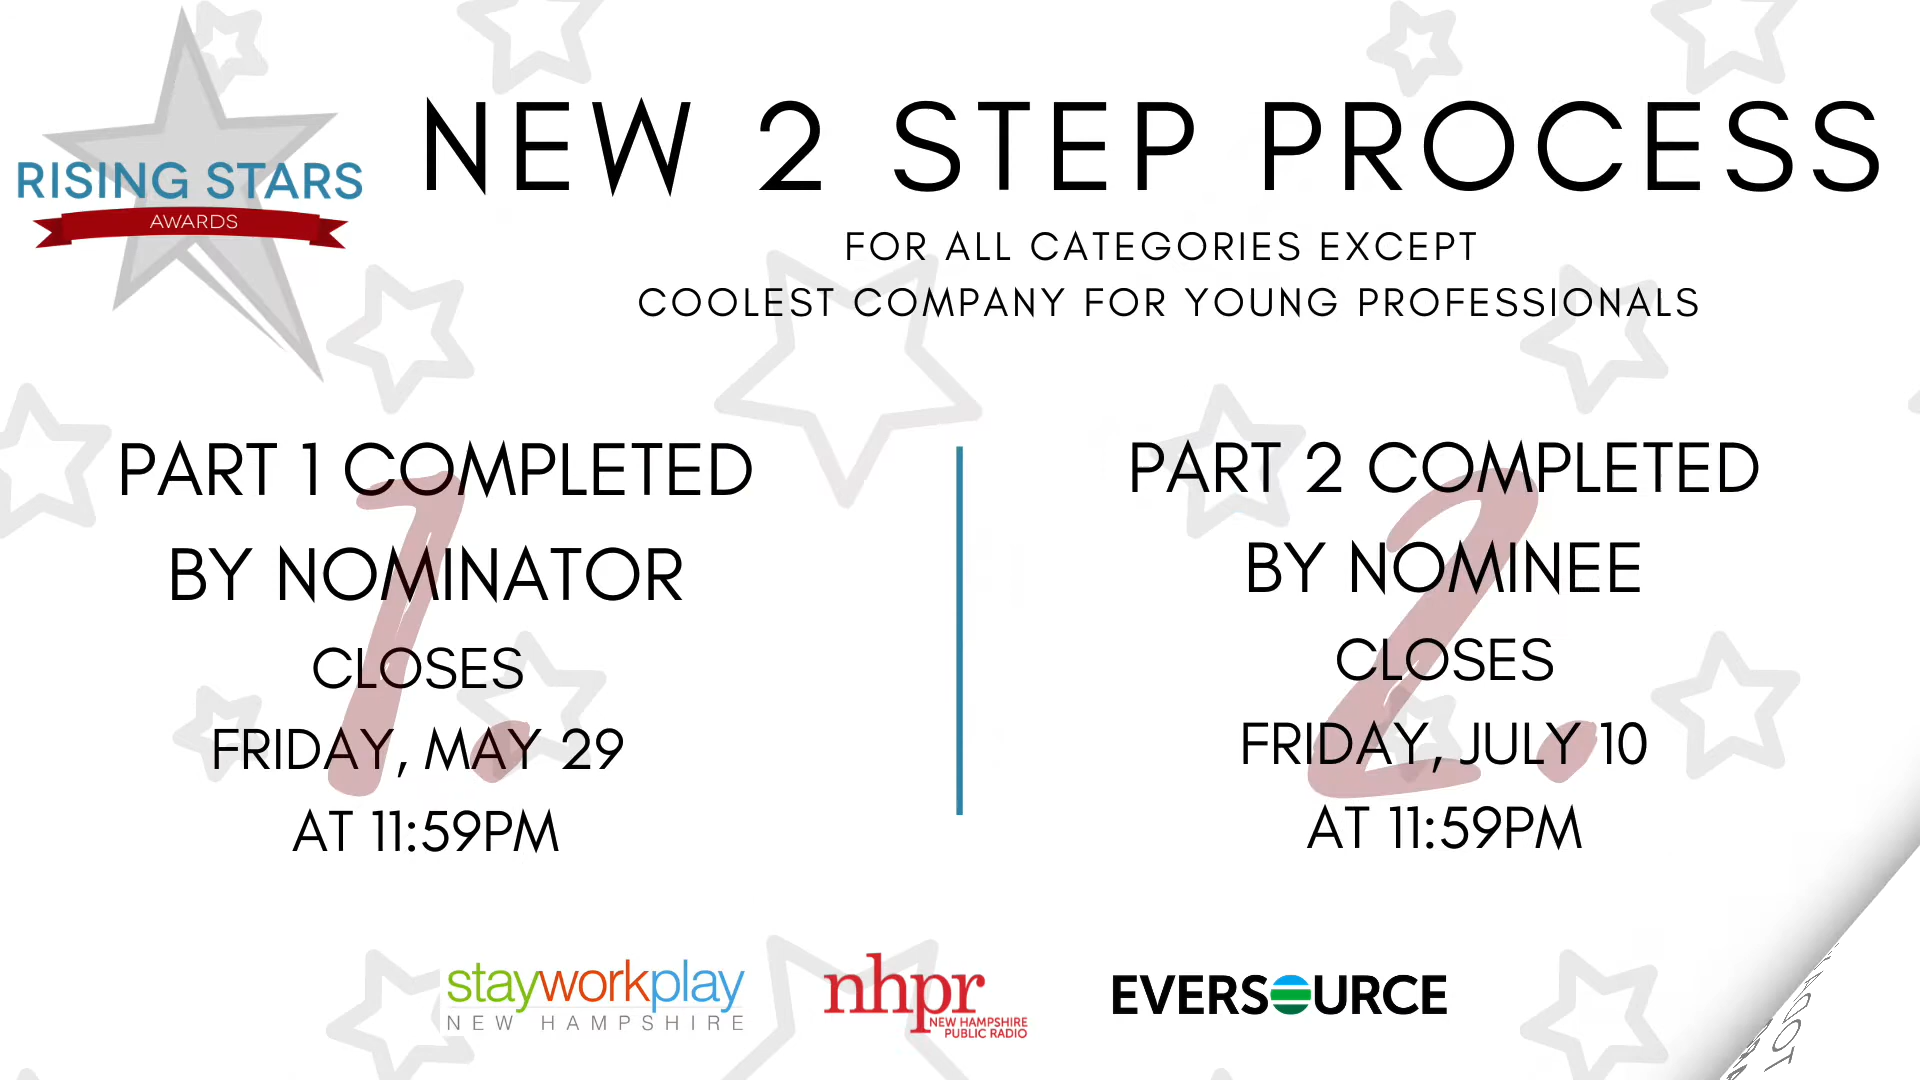 RISING STARS
AWARDS
NEW 2 STEP PROCESS
FOR ALL CATEGORIES EXCEPT
COOLEST COMPANY FOR YOUNG PROFESSIONALS
1.
PART 1 COMPLETED
BY NOMINATOR
CLOSES
FRIDAY, MAY 29
AT 11:59PM
2.
PART 2 COMPLETED
BY NOMINEE
CLOSES
FRIDAY, JULY 10
AT 11:59PM
stayworkplay
NEW HAMPSHIRE
nhpr
NEW HAMPSHIRE
PUBLIC RADIO
EVERSOURCE